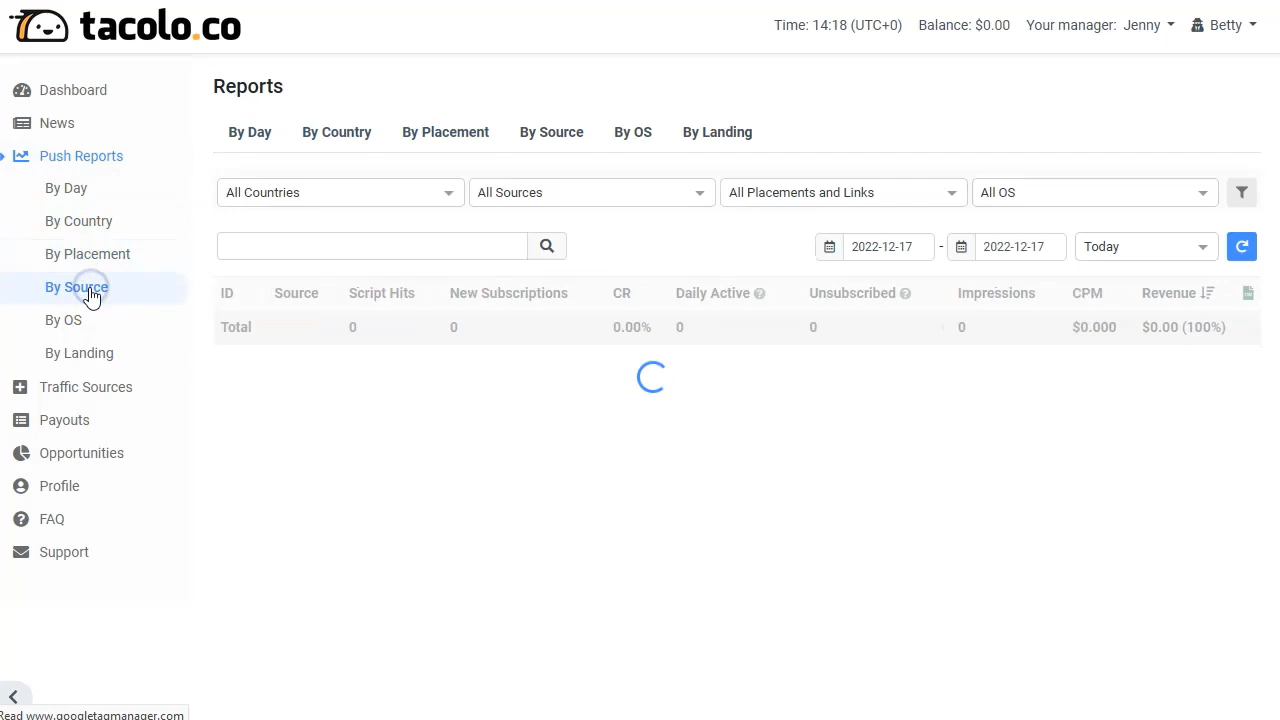 tacolo.co
Time: 14:18 (UTC+0) Balance: $0.00 Your manager: Jenny Betty
Dashboard
News
Push Reports
By Day
By Country
By Placement
By Source
By OS
By Landing
Traffic Sources
Payouts
Opportunities
Profile
FAQ
Support
Reports
By Day By Country By Placement By Source By OS By Landing
All Countries All Sources All Placements and Links All OS
2022-12-17 - 2022-12-17 Today
ID Source Script Hits New Subscriptions CR Daily Active Unsubscribed Impressions CPM Revenue
Total 0 0 0.00% 0 0 0 $0.000 $0.00 (100%)
Read www.googletagmanager.com